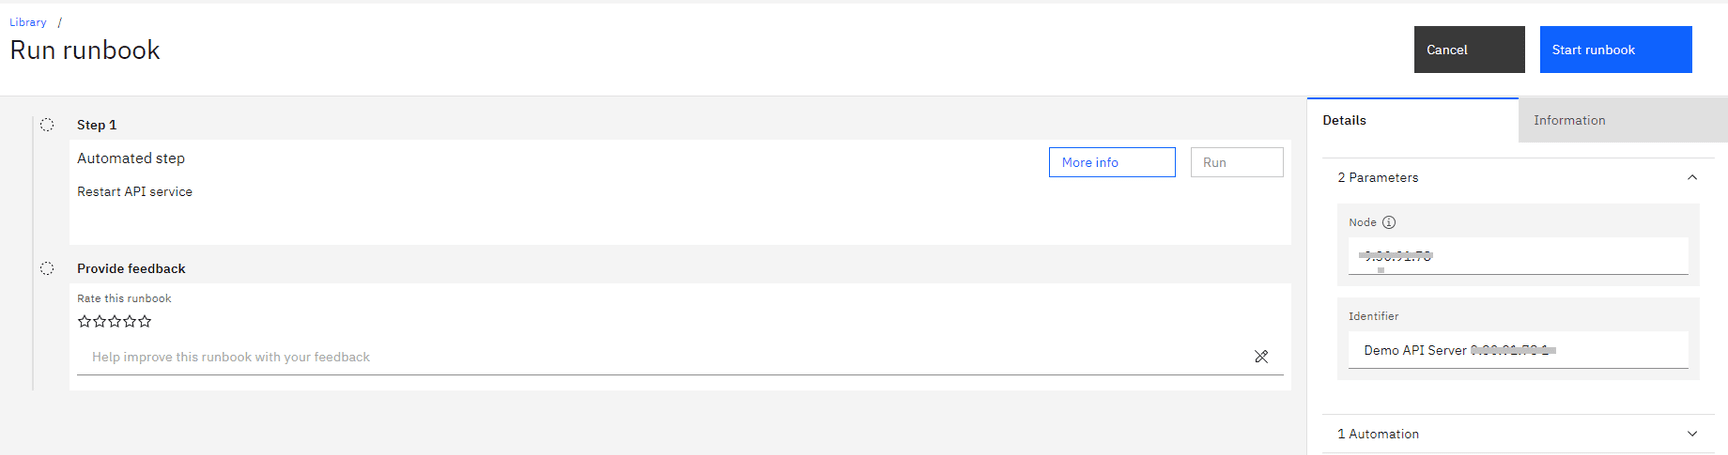 Library /
Run runbook
Cancel
Start runbook
Step 1
Automated step
More info
Run
Restart API service
Provide feedback
Rate this runbook
Help improve this runbook with your feedback
Details
Information
2 Parameters
Node
Identifier
Demo API Server
1 Automation